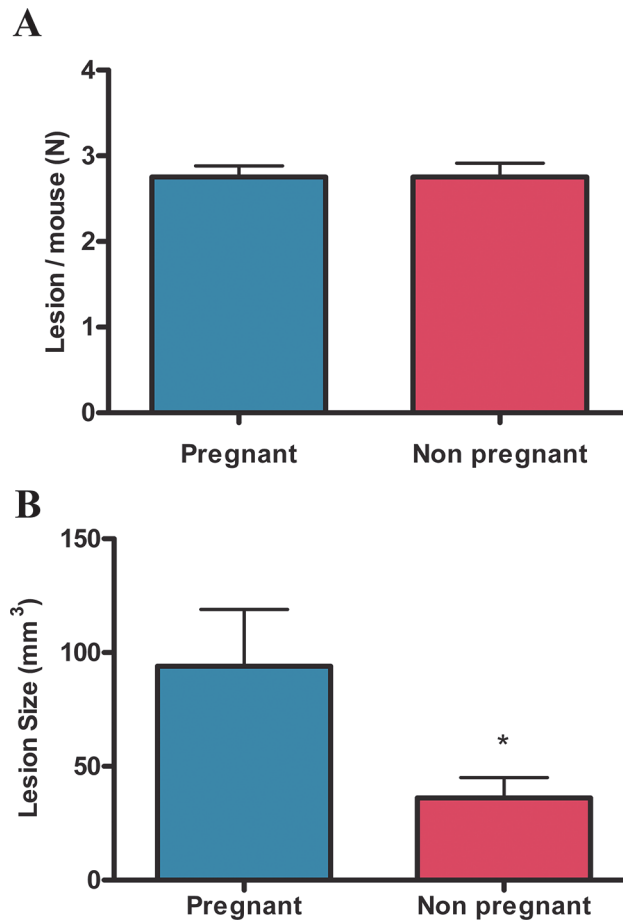 A
Lesion / mouse (N)
4
3
2
1
0
Pregnant
Non pregnant
B
Lesion Size (mm³)
150
100
50
0
*
Pregnant
Non pregnant